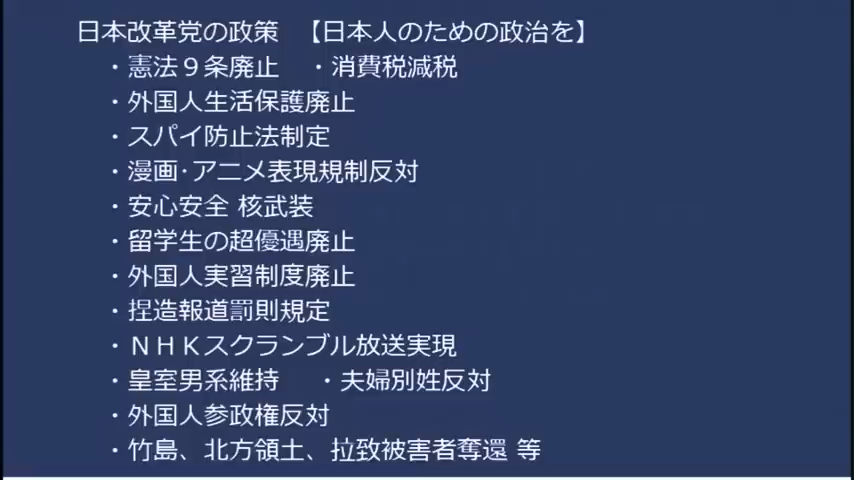 日本改革党の政策 【日本人のための政治を】
・憲法９条廃止 ・消費税減税
・外国人生活保護廃止
・スパイ防止法制定
・漫画･アニメ表現規制反対
・安心安全 核武装
・留学生の超優遇廃止
・外国人実習制度廃止
・捏造報道罰則規定
・ＮＨＫスクランブル放送実現
・皇室男系維持 ・夫婦別姓反対
・外国人参政権反対
・竹島、北方領土、拉致被害者奪還 等